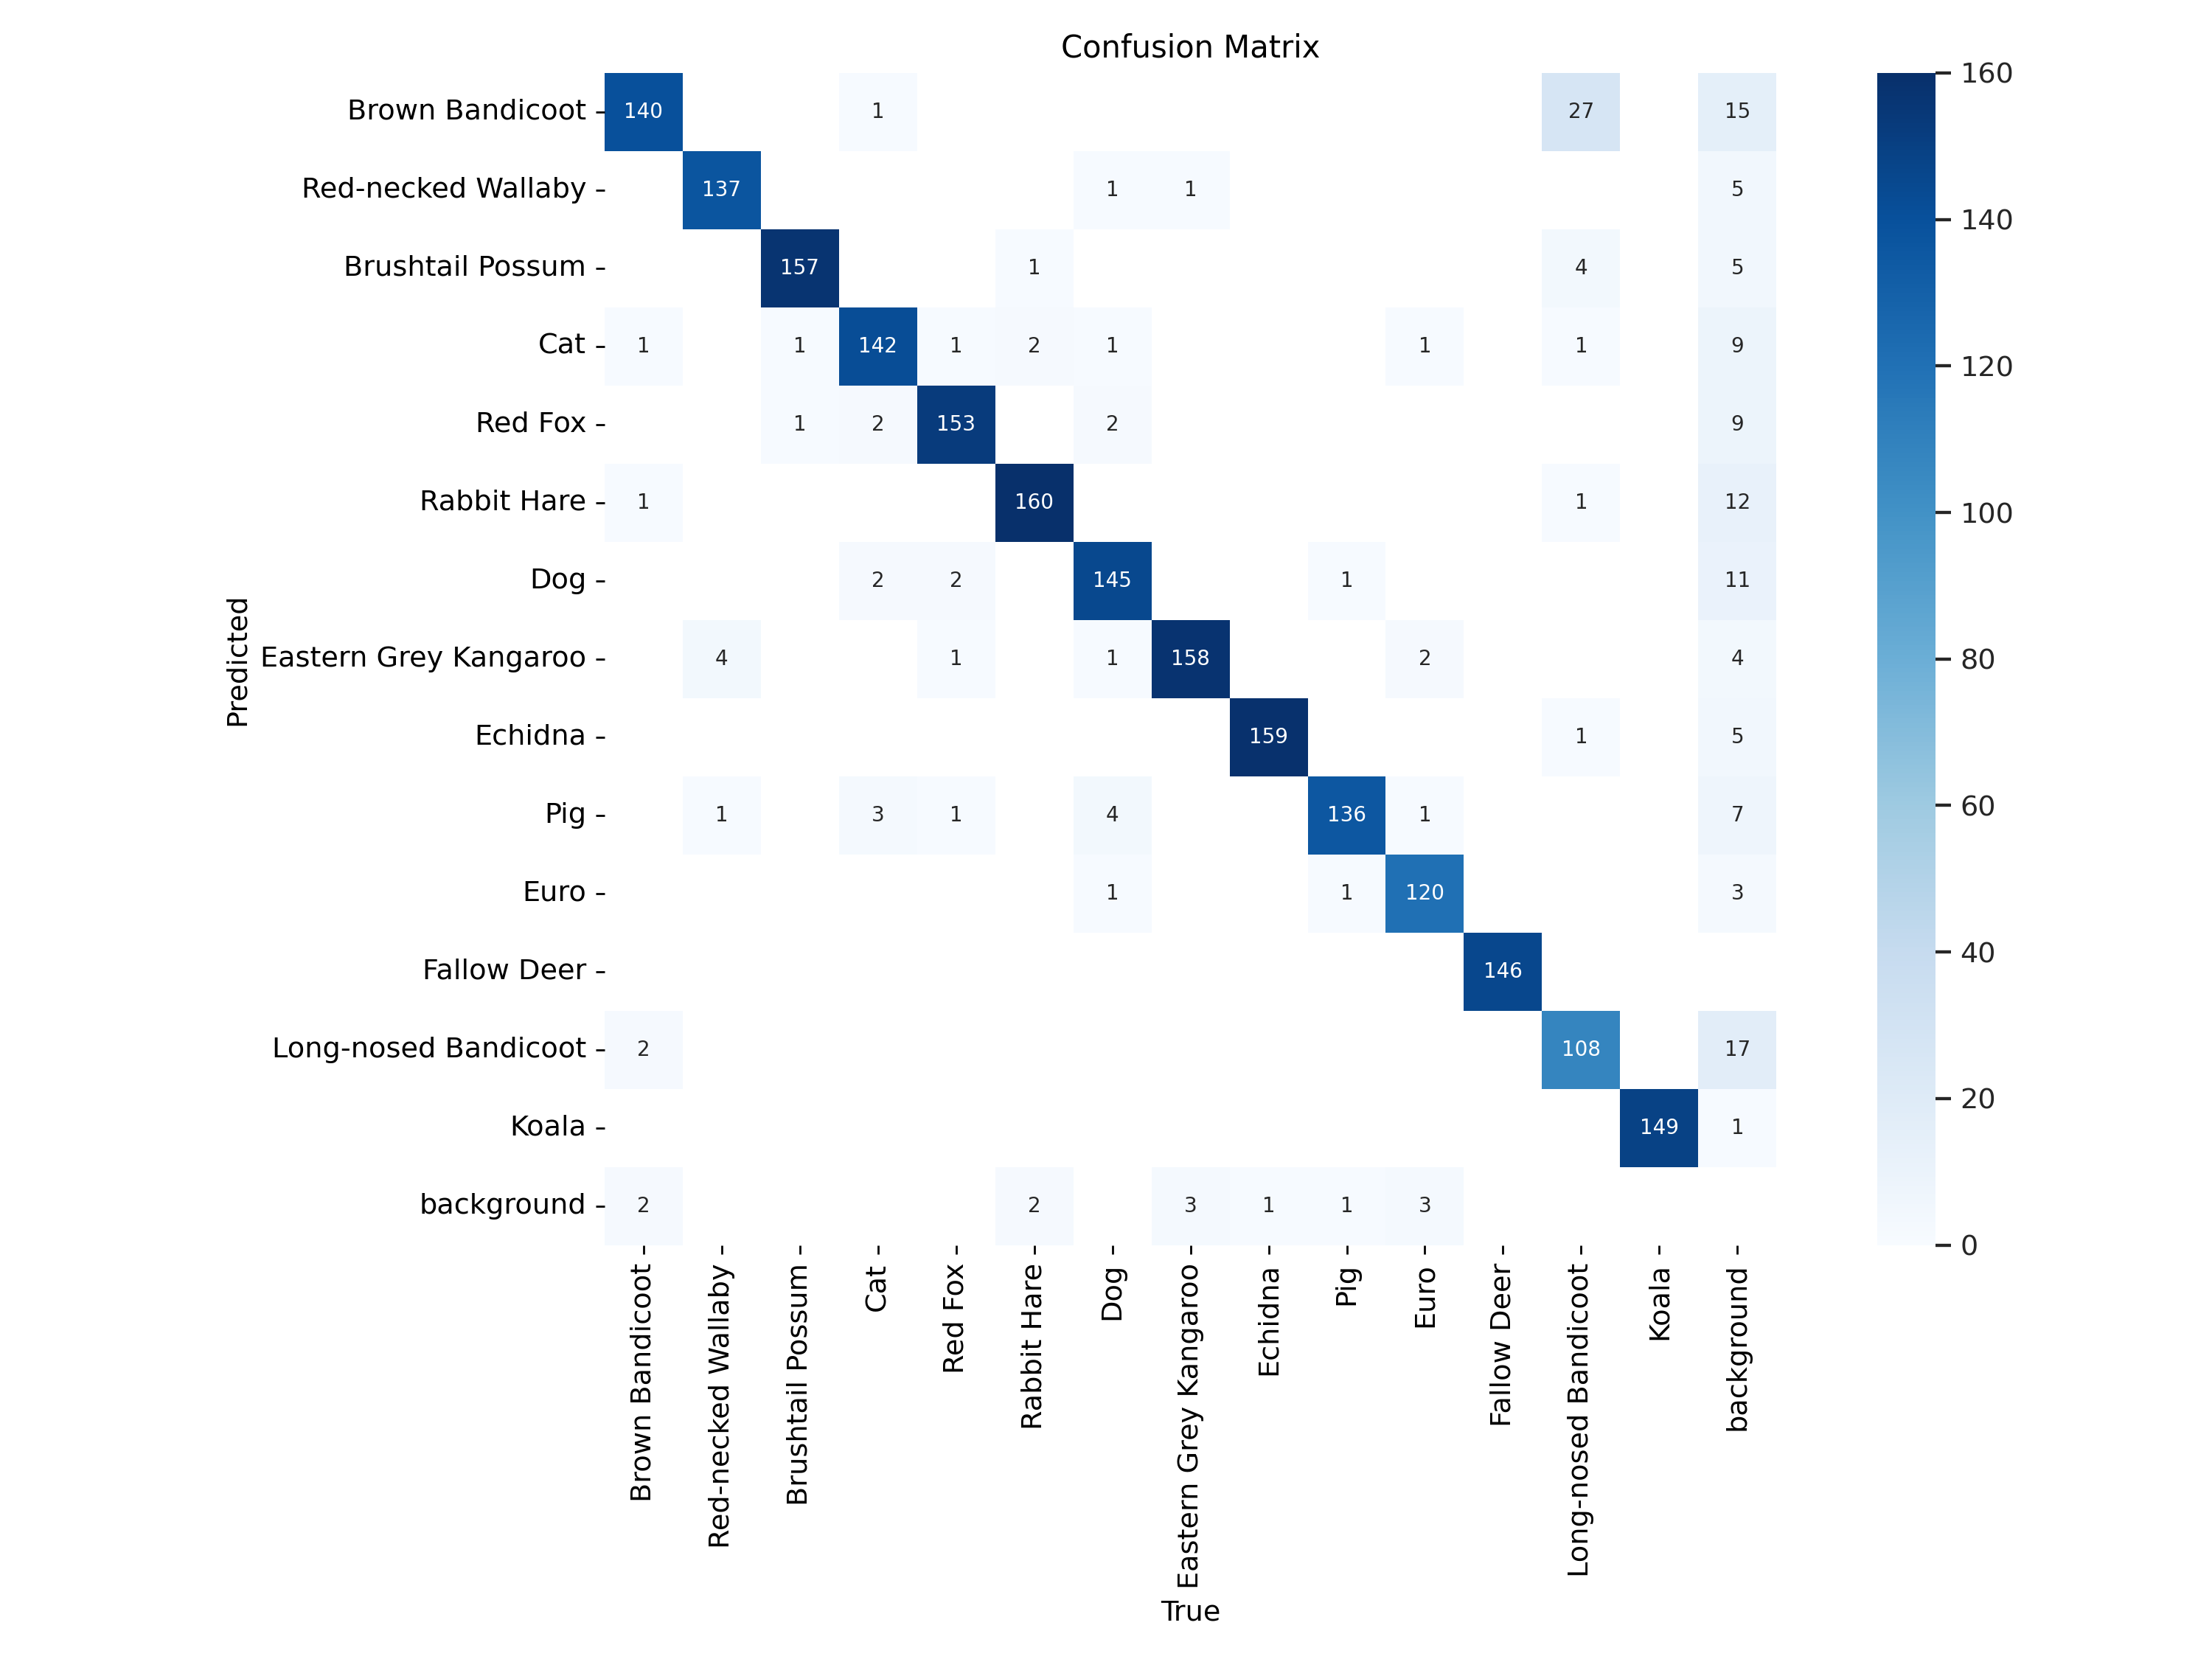 Confusion Matrix
Brown Bandicoot 140 1 27 15
Red-necked Wallaby 137 1 1 5
Brushtail Possum 157 1 4 5
Cat 1 1 142 1 2 1 1 1 9
Red Fox 1 2 153 2 9
Rabbit Hare 1 160 1 12
Dog 2 2 145 1 11
Eastern Grey Kangaroo 4 1 1 158 2 4
Echidna 159 1 5
Pig 1 3 1 4 136 1 7
Euro 1 1 120 3
Fallow Deer 146
Long-nosed Bandicoot 2 108 17
Koala 149 1
background 2 2 3 1 1 3
Predicted
Brown Bandicoot
Red-necked Wallaby
Brushtail Possum
Cat
Red Fox
Rabbit Hare
Dog
Eastern Grey Kangaroo
Echidna
Pig
Euro
Fallow Deer
Long-nosed Bandicoot
Koala
background
True
160
140
120
100
80
60
40
20
0